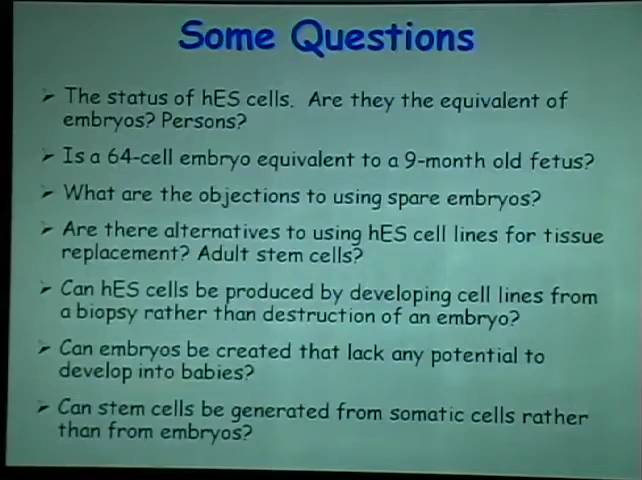 Some Questions
➢ The status of hES cells. Are they the equivalent of
embryos? Persons?
➢ Is a 64-cell embryo equivalent to a 9-month old fetus?
➢ What are the objections to using spare embryos?
➢ Are there alternatives to using hES cell lines for tissue
replacement? Adult stem cells?
➢ Can hES cells be produced by developing cell lines from
a biopsy rather than destruction of an embryo?
➢ Can embryos be created that lack any potential to
develop into babies?
➢ Can stem cells be generated from somatic cells rather
than from embryos?